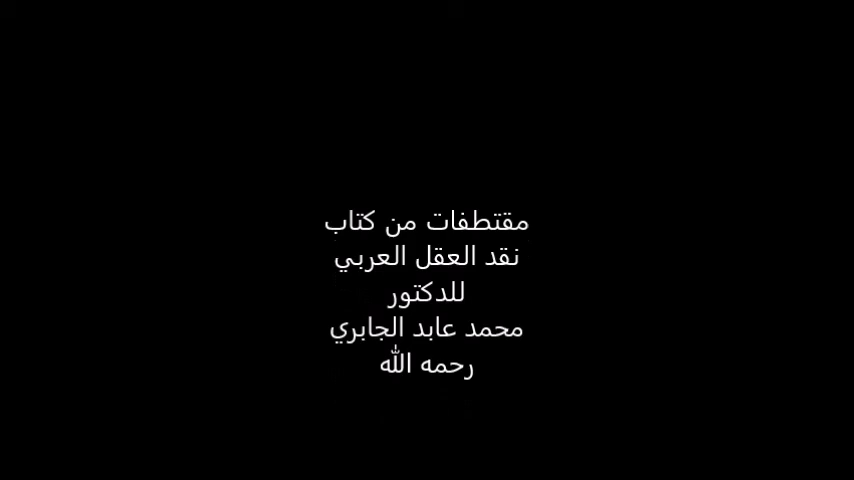 مقتطفات من كتاب
نقد العقل العربي
للدكتور
محمد عابد الجابري
رحمه الله